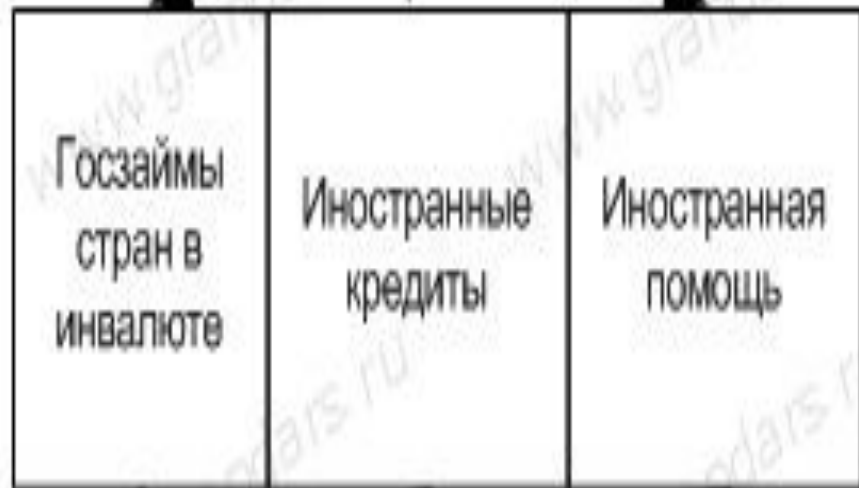 Госзаймы
стран в
инвалюте
Иностранные
кредиты
Иностранная
помощь